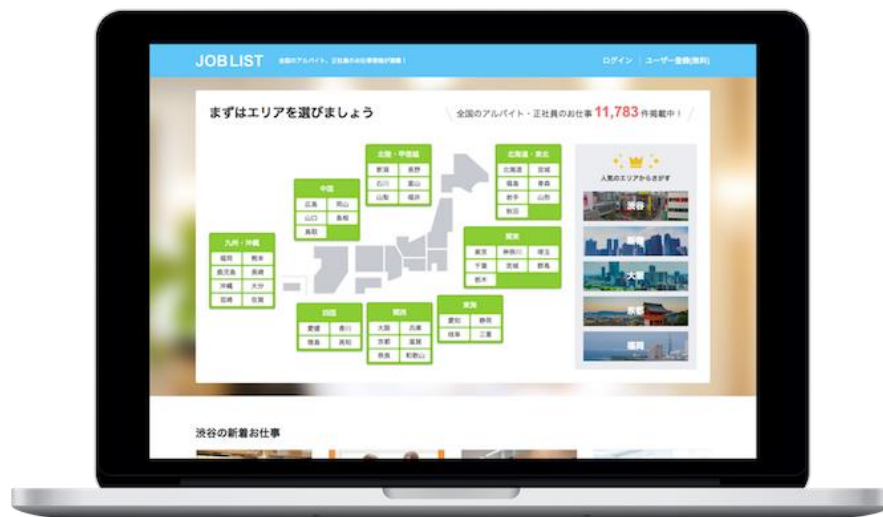 JOB LIST
全国のアルバイト、正社員のお仕事情報が満載！
ログイン｜ユーザー登録(無料)
まずはエリアを選びましょう
全国のアルバイト・正社員のお仕事 11,783 件掲載中！
北陸・甲信越
新潟 長野
石川 富山
山梨 福井
北海道・東北
北海道 宮城
福島 青森
岩手 山形
秋田
人気のエリアからさがす
渋谷
新宿
大阪
京都
福岡
中国
広島 岡山
山口 島根
鳥取
関東
東京 神奈川 埼玉
千葉 茨城 群馬
栃木
九州・沖縄
福岡 熊本
鹿児島 長崎
沖縄 大分
宮崎 佐賀
四国
愛媛 香川
徳島 高知
関西
大阪 兵庫
京都 滋賀
奈良 和歌山
東海
愛知 静岡
岐阜 三重
渋谷の新着お仕事